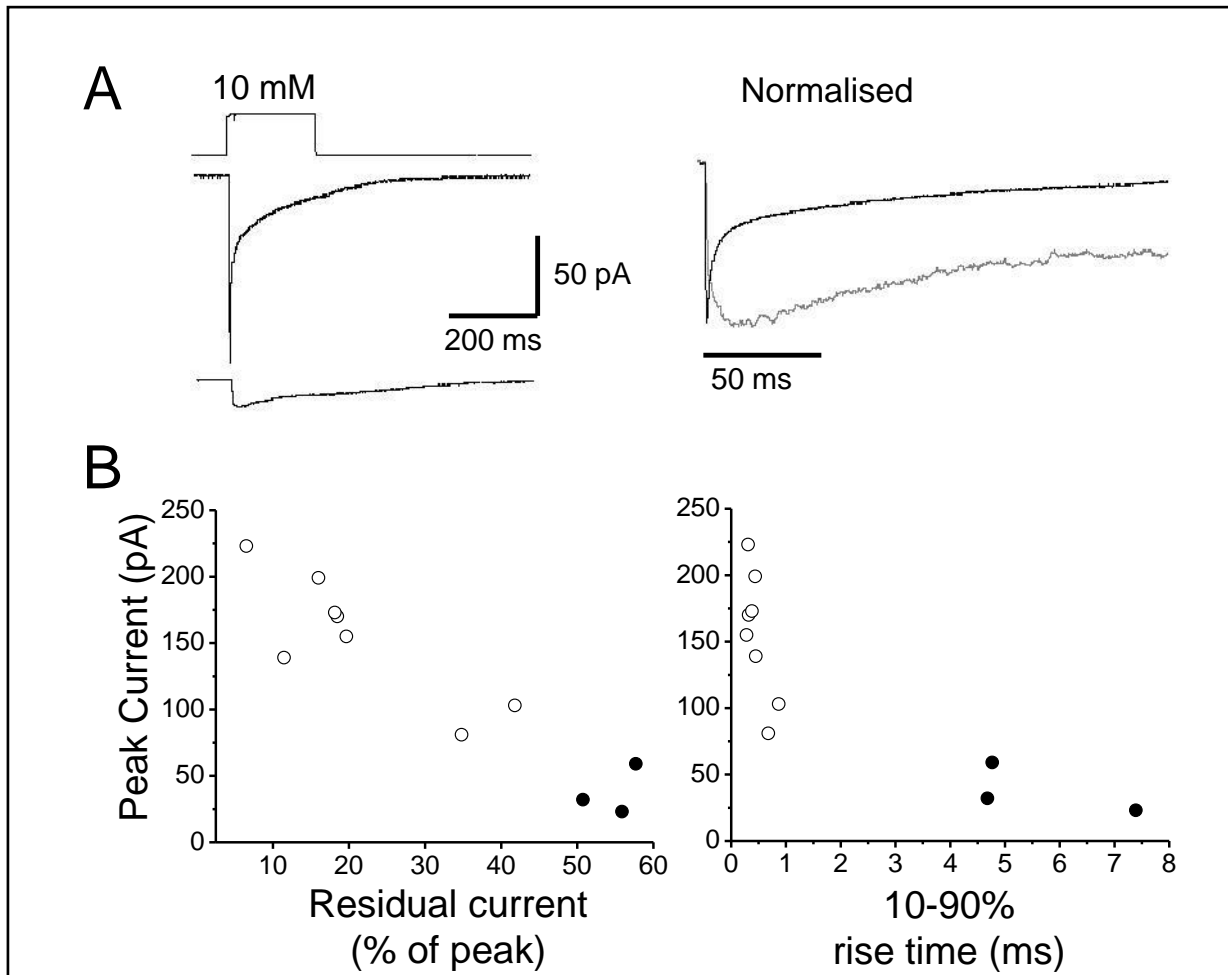 A
10 mM
Normalised
50 pA
200 ms
50 ms
B
Peak Current (pA)
250
200
150
100
50
0
10 20 30 40 50 60
Residual current
(% of peak)
250
200
150
100
50
0
0 1 2 3 4 5 6 7 8
10-90%
rise time (ms)